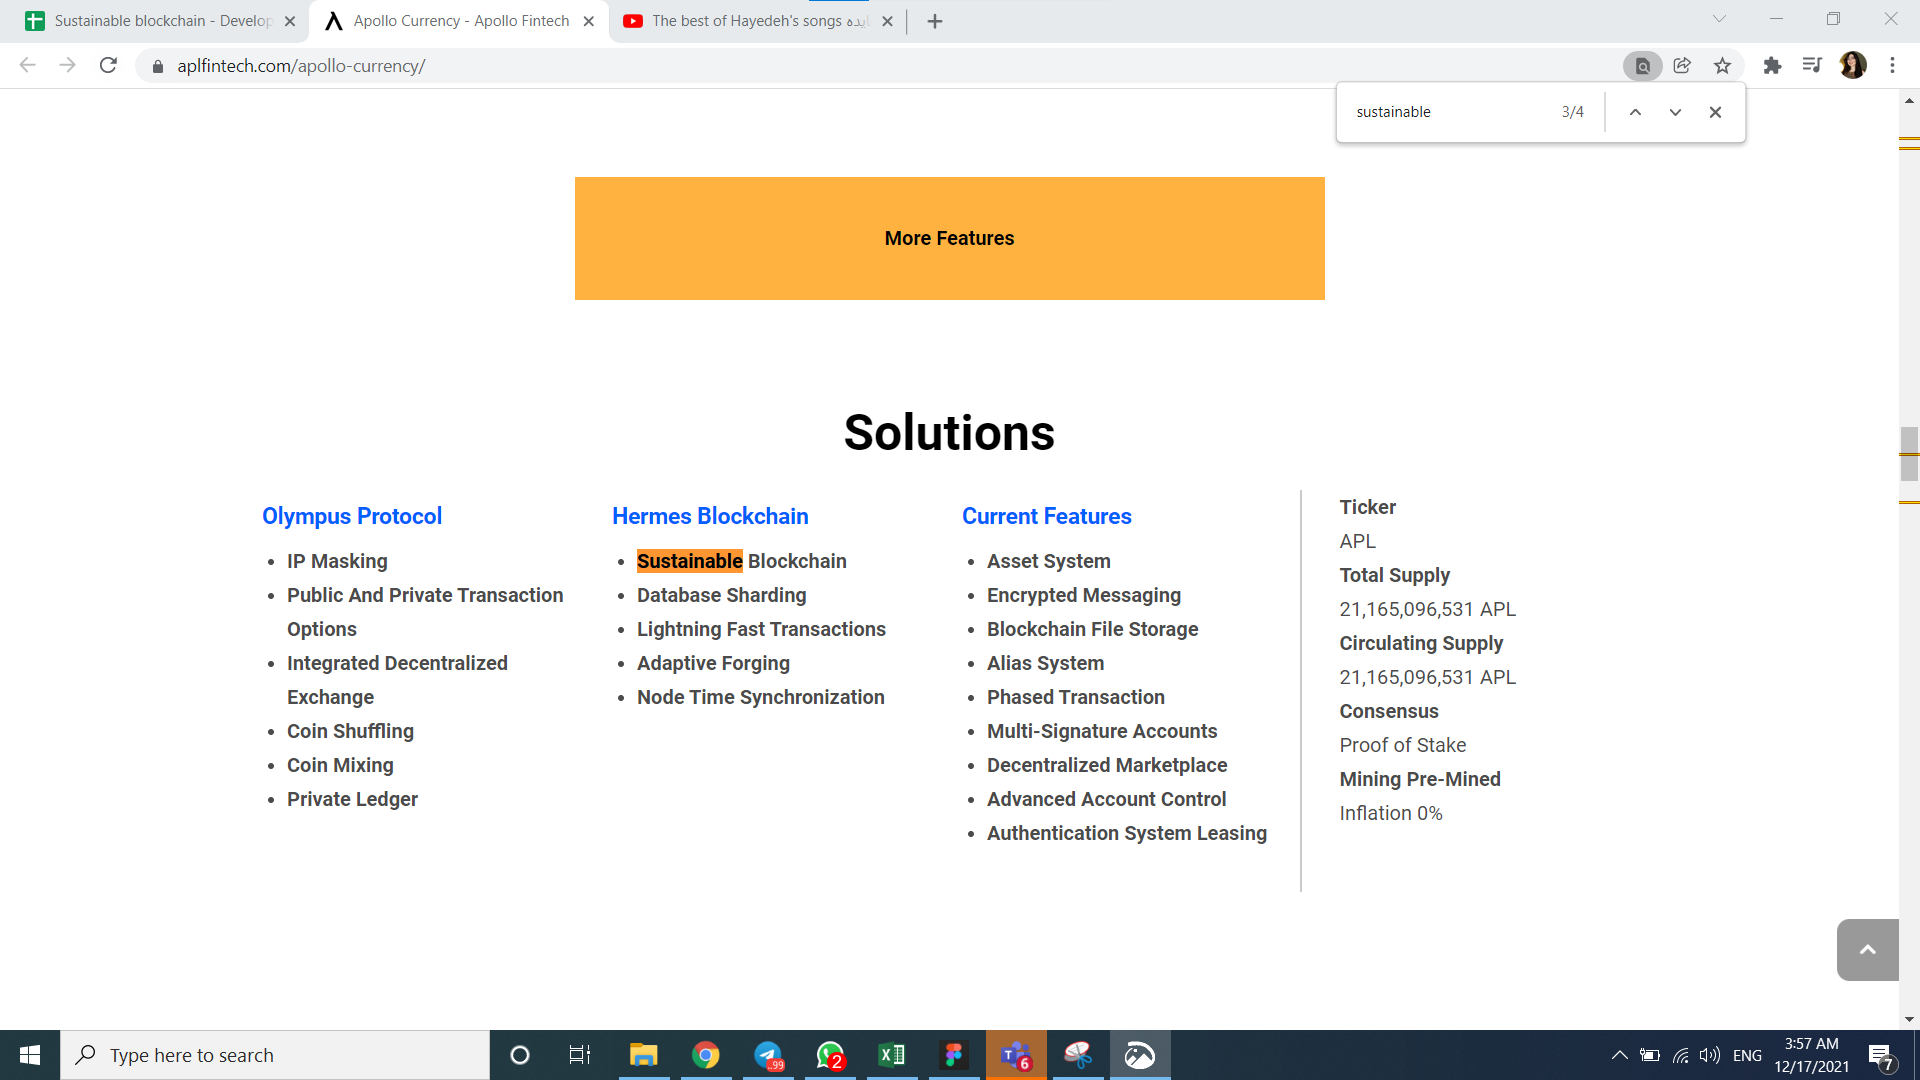 Sustainable blockchain - Develop
Apollo Currency - Apollo Fintech
The best of Hayedeh's songs
aplfintech.com/apollo-currency/
sustainable
3/4
More Features
Solutions
Olympus Protocol
IP Masking
Public And Private Transaction
Options
Integrated Decentralized
Exchange
Coin Shuffling
Coin Mixing
Private Ledger
Hermes Blockchain
Sustainable Blockchain
Database Sharding
Lightning Fast Transactions
Adaptive Forging
Node Time Synchronization
Current Features
Asset System
Encrypted Messaging
Blockchain File Storage
Alias System
Phased Transaction
Multi-Signature Accounts
Decentralized Marketplace
Advanced Account Control
Authentication System Leasing
Ticker
APL
Total Supply
21,165,096,531 APL
Circulating Supply
21,165,096,531 APL
Consensus
Proof of Stake
Mining Pre-Mined
Inflation 0%
Type here to search
..99
2
6
ENG
3:57 AM
12/17/2021
7